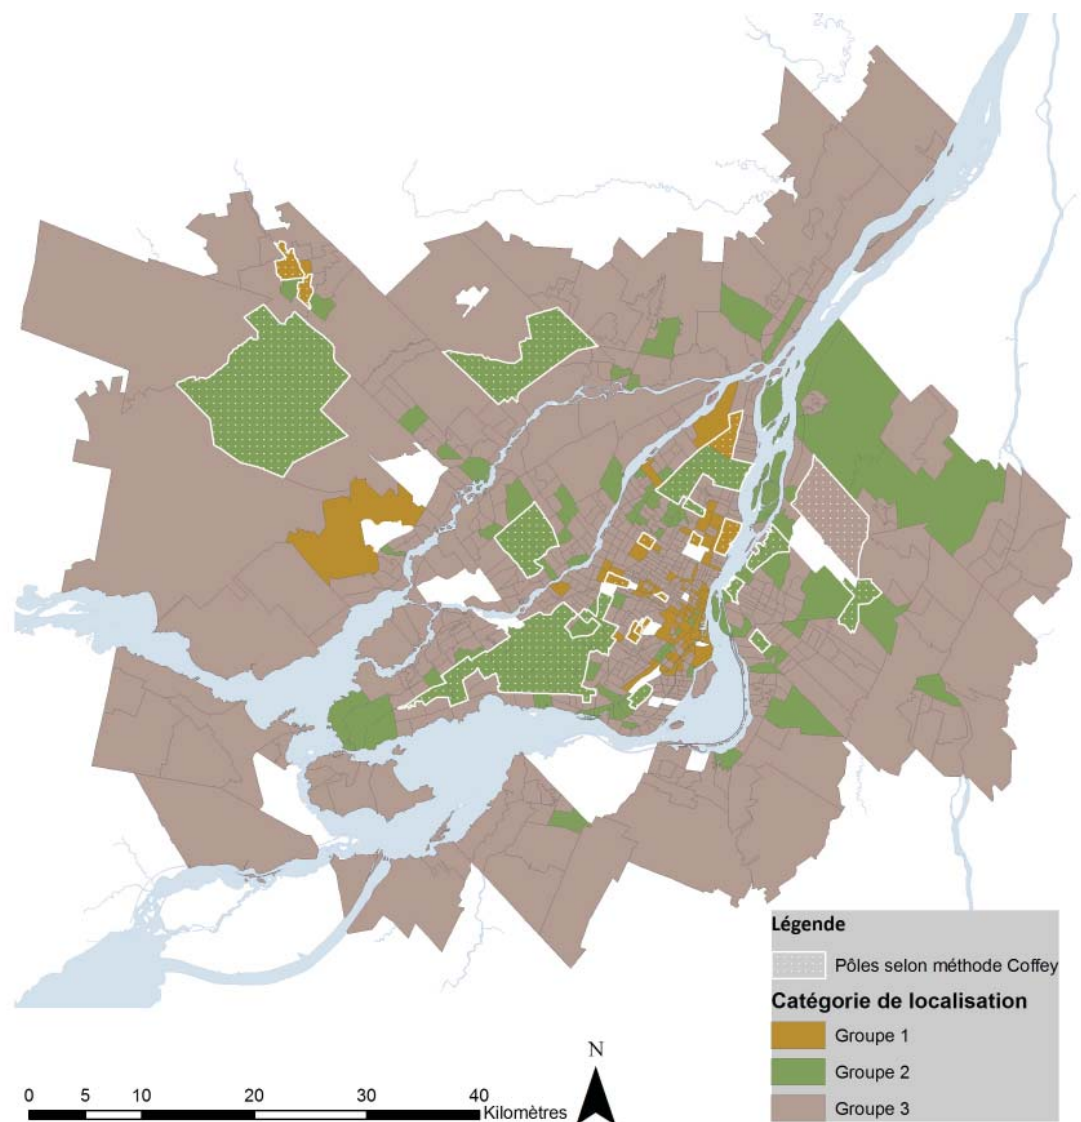 Légende
Pôles selon méthode Coffey
Catégorie de localisation
Groupe 1
Groupe 2
Groupe 3
N
0 5 10 20 30 40
Kilomètres